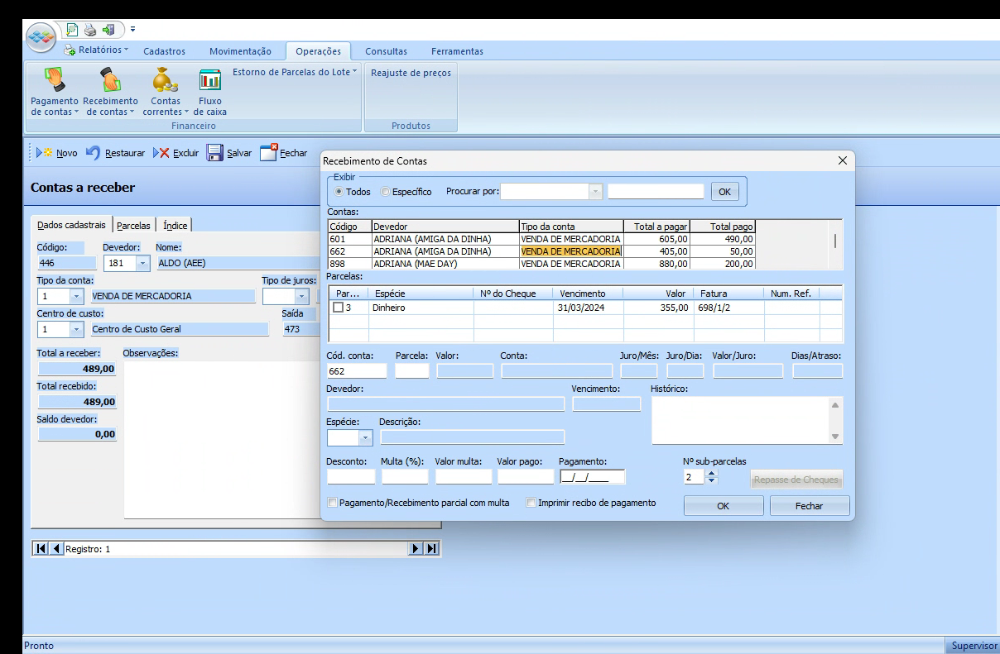 Relatórios
Cadastros
Movimentação
Operações
Consultas
Ferramentas
Pagamento de contas
Recebimento de contas
Contas correntes
Fluxo de caixa
Estorno de Parcelas do Lote
Reajuste de preços
Financeiro
Produtos
Novo Restaurar Excluir Salvar Fechar
Contas a receber
Dados cadastrais Parcelas Índice
Código: Devedor: Nome:
446 181 ALDO (AEE)
Tipo da conta: Tipo de juros:
1 VENDA DE MERCADORIA
Centro de custo: Saída
1 Centro de Custo Geral 473
Total a receber: Observações:
489,00
Total recebido:
489,00
Saldo devedor:
0,00
Registro: 1
Recebimento de Contas
Exibir
Todos Específico Procurar por: OK
Contas:
Código Devedor Tipo da conta Total a pagar Total pago
601 ADRIANA (AMIGA DA DINHA) VENDA DE MERCADORIA 605,00 490,00
662 ADRIANA (AMIGA DA DINHA) VENDA DE MERCADORIA 405,00 50,00
898 ADRIANA (MAE DAY) VENDA DE MERCADORIA 880,00 200,00
Parcelas:
Par... Espécie Nº do Cheque Vencimento Valor Fatura Num. Ref.
3 Dinheiro 31/03/2024 355,00 698/1/2
Cód. conta: Parcela: Valor: Conta: Juro/Mês: Juro/Dia: Valor/Juro: Dias/Atraso:
662
Devedor: Vencimento: Histórico:
Espécie: Descrição:
Desconto: Multa (%): Valor multa: Valor pago: Pagamento: Nº sub-parcelas
__/__/____ 2
Repasse de Cheques
Pagamento/Recebimento parcial com multa Imprimir recibo de pagamento OK Fechar
Pronto
Supervisor